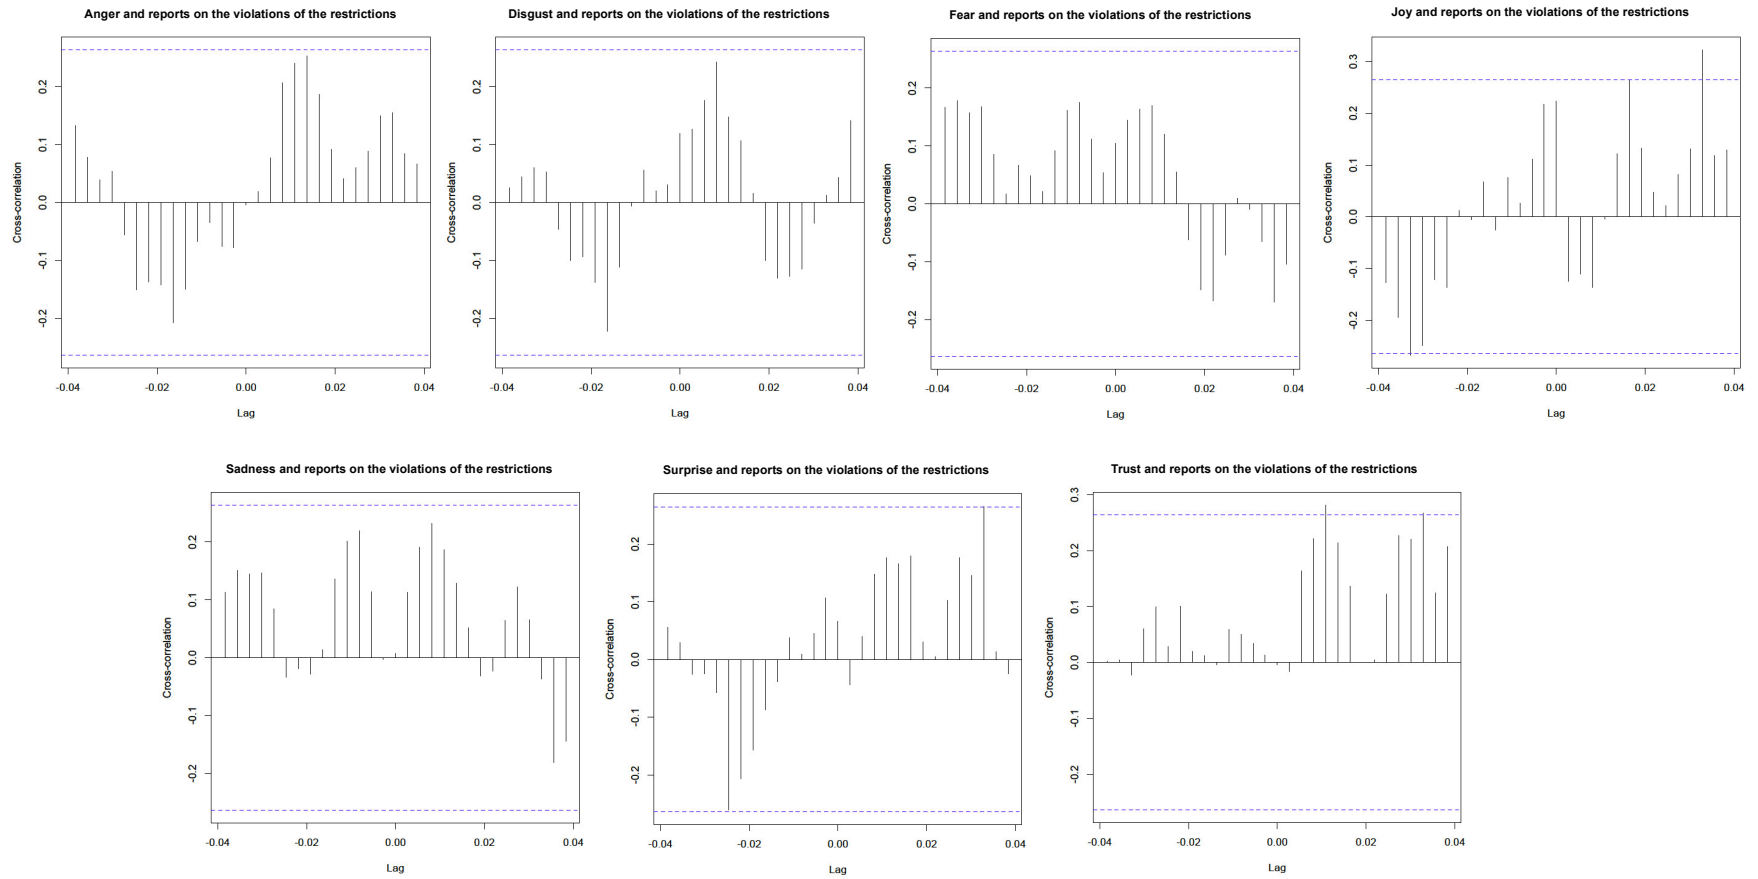 Anger and reports on the violations of the restrictions
Cross-correlation
0.2
0.1
0.0
-0.1
-0.2
-0.04 -0.02 0.00 0.02 0.04
Lag
Disgust and reports on the violations of the restrictions
Cross-correlation
0.2
0.1
0.0
-0.1
-0.2
-0.04 -0.02 0.00 0.02 0.04
Lag
Fear and reports on the violations of the restrictions
Cross-correlation
0.2
0.1
0.0
-0.1
-0.2
-0.04 -0.02 0.00 0.02 0.04
Lag
Joy and reports on the violations of the restrictions
Cross-correlation
0.3
0.2
0.1
0.0
-0.1
-0.2
-0.04 -0.02 0.00 0.02 0.04
Lag
Sadness and reports on the violations of the restrictions
Cross-correlation
0.2
0.1
0.0
-0.1
-0.2
-0.04 -0.02 0.00 0.02 0.04
Lag
Surprise and reports on the violations of the restrictions
Cross-correlation
0.2
0.1
0.0
-0.1
-0.2
-0.04 -0.02 0.00 0.02 0.04
Lag
Trust and reports on the violations of the restrictions
Cross-correlation
0.3
0.2
0.1
0.0
-0.1
-0.2
-0.04 -0.02 0.00 0.02 0.04
Lag